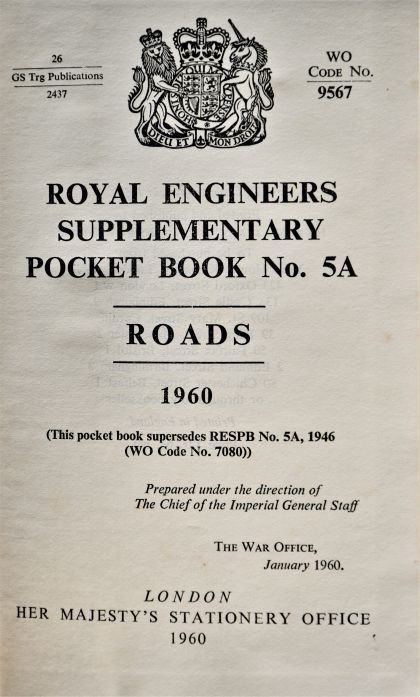 26
GS Trg Publications
2437
WO
CODE No.
9567
DIEU ET MON DROIT
ROYAL ENGINEERS
SUPPLEMENTARY
POCKET BOOK No. 5A
ROADS
1960
(This pocket book supersedes RESPB No. 5A, 1946
(WO Code No. 7080))
Prepared under the direction of
The Chief of the Imperial General Staff
THE WAR OFFICE,
January 1960.
LONDON
HER MAJESTY'S STATIONERY OFFICE
1960